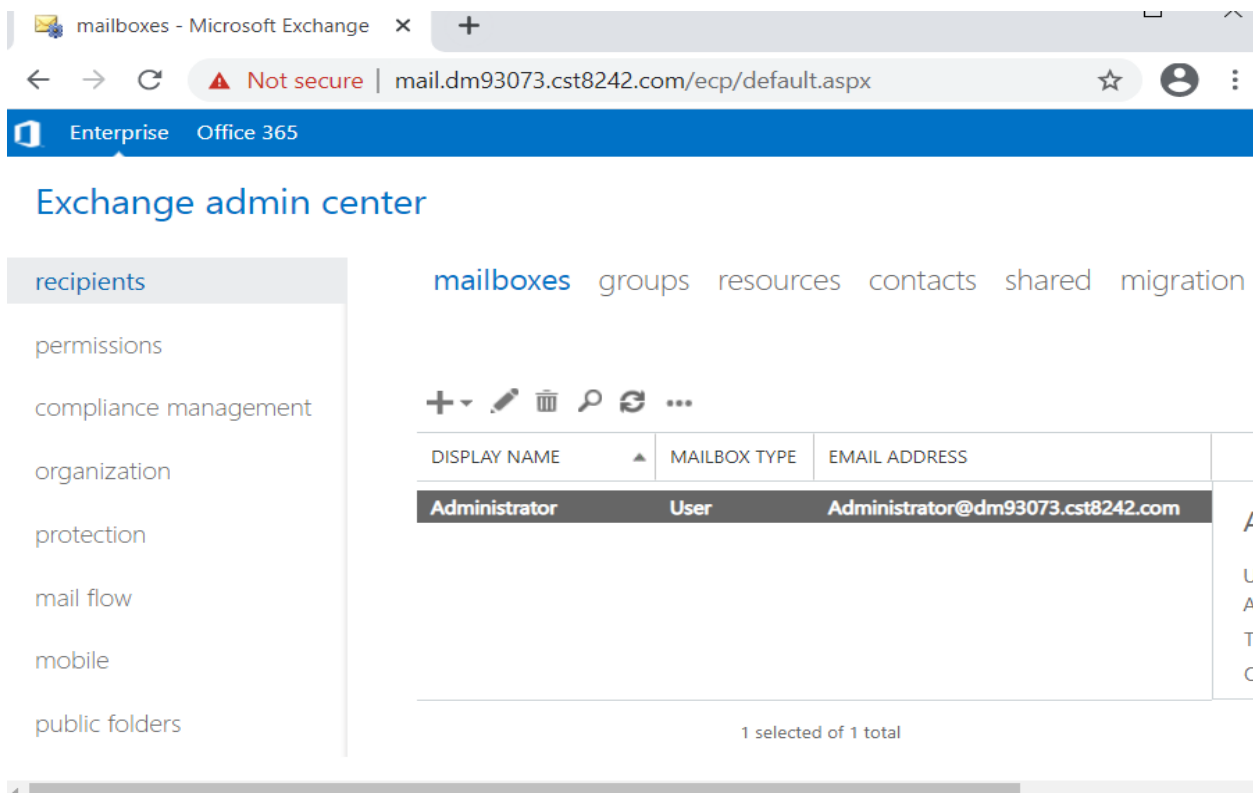 mailboxes - Microsoft Exchange
Not secure | mail.dm93073.cst8242.com/ecp/default.aspx
Enterprise Office 365
Exchange admin center
recipients
permissions
compliance management
organization
protection
mail flow
mobile
public folders
mailboxes groups resources contacts shared migration
DISPLAY NAME MAILBOX TYPE EMAIL ADDRESS
Administrator User Administrator@dm93073.cst8242.com
1 selected of 1 total